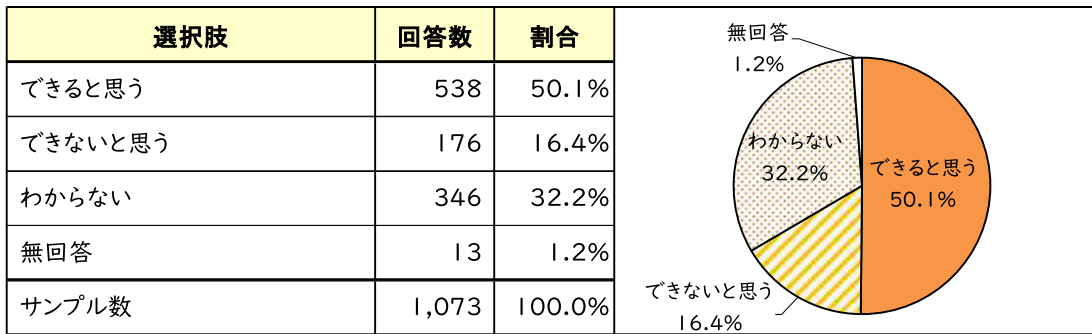 選択肢 回答数 割合
できると思う 538 50.1%
できないと思う 176 16.4%
わからない 346 32.2%
無回答 13 1.2%
サンプル数 1,073 100.0%
無回答
1.2%
わからない
32.2%
できると思う
50.1%
できないと思う
16.4%